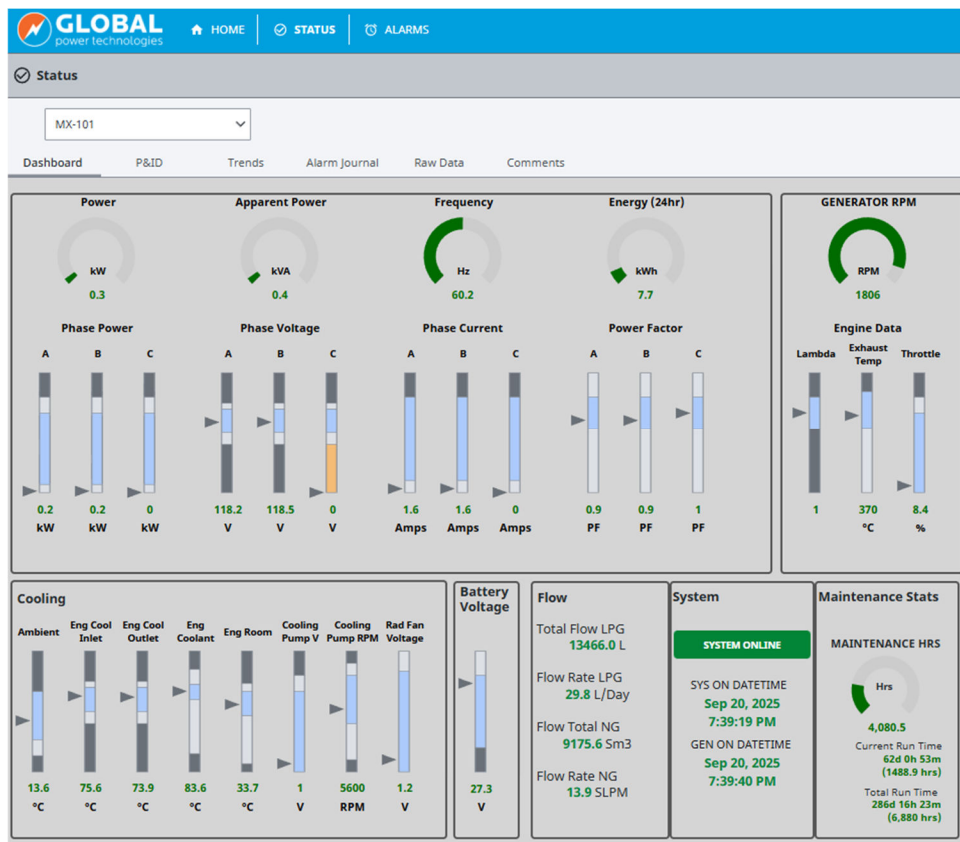 GLOBAL
power technologies
HOME
STATUS
ALARMS
Status
MX-101
Dashboard P&ID Trends Alarm Journal Raw Data Comments
Power Apparent Power Frequency Energy (24hr)
kW kVA Hz kWh
0.3 0.4 60.2 7.7
Phase Power Phase Voltage Phase Current Power Factor
A B C A B C A B C A B C
0.2 0.2 0 118.2 118.5 0 1.6 1.6 0 0.9 0.9 1
kW kW kW V V V Amps Amps Amps PF PF PF
GENERATOR RPM
RPM
1806
Engine Data
Lambda Exhaust Temp Throttle
1 370 8.4
°C %
Cooling
Ambient Eng Cool Inlet Eng Cool Outlet Eng Coolant Eng Room Cooling Pump V Cooling Pump RPM Rad Fan Voltage
13.6 75.6 73.9 83.6 33.7 1 5600 1.2
°C °C °C °C °C V RPM V
Battery
Voltage
27.3
V
Flow
Total Flow LPG
13466.0 L
Flow Rate LPG
29.8 L/Day
Flow Total NG
9175.6 Sm3
Flow Rate NG
13.9 SLPM
System
SYSTEM ONLINE
SYS ON DATETIME
Sep 20, 2025
7:39:19 PM
GEN ON DATETIME
Sep 20, 2025
7:39:40 PM
Maintenance Stats
MAINTENANCE HRS
Hrs
4,080.5
Current Run Time
62d 0h 53m
(1488.9 hrs)
Total Run Time
286d 16h 23m
(6,880 hrs)